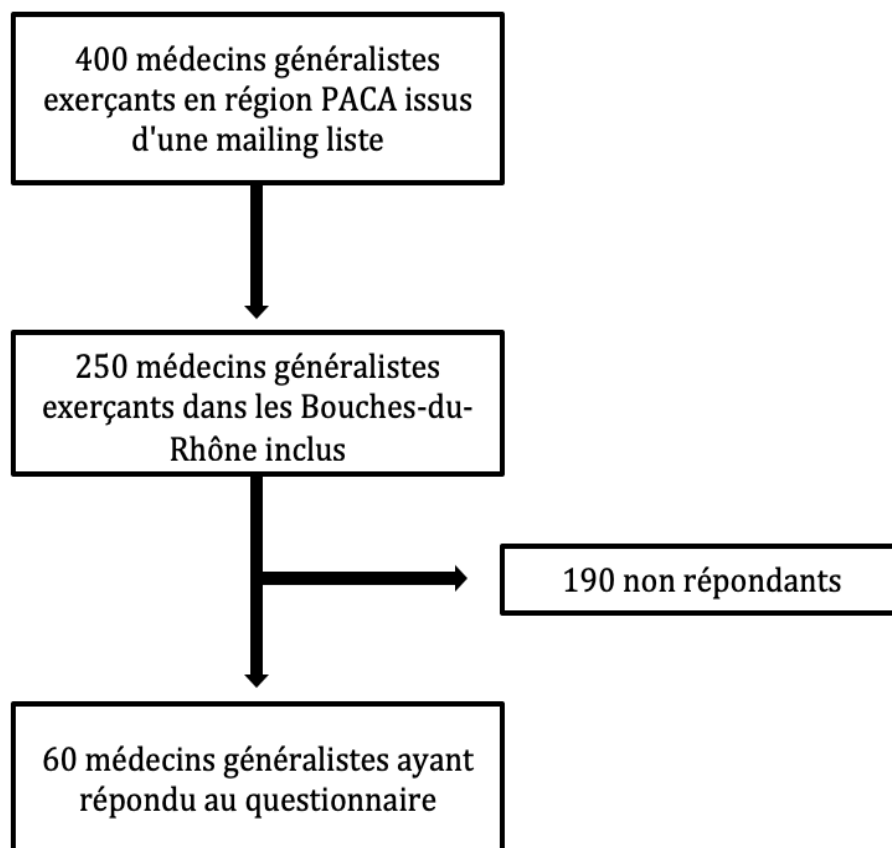 400 médecins généralistes
exerçants en région PACA issus
d'une mailing liste
250 médecins généralistes
exerçants dans les Bouches-du-
Rhône inclus
190 non répondants
60 médecins généralistes ayant
répondu au questionnaire